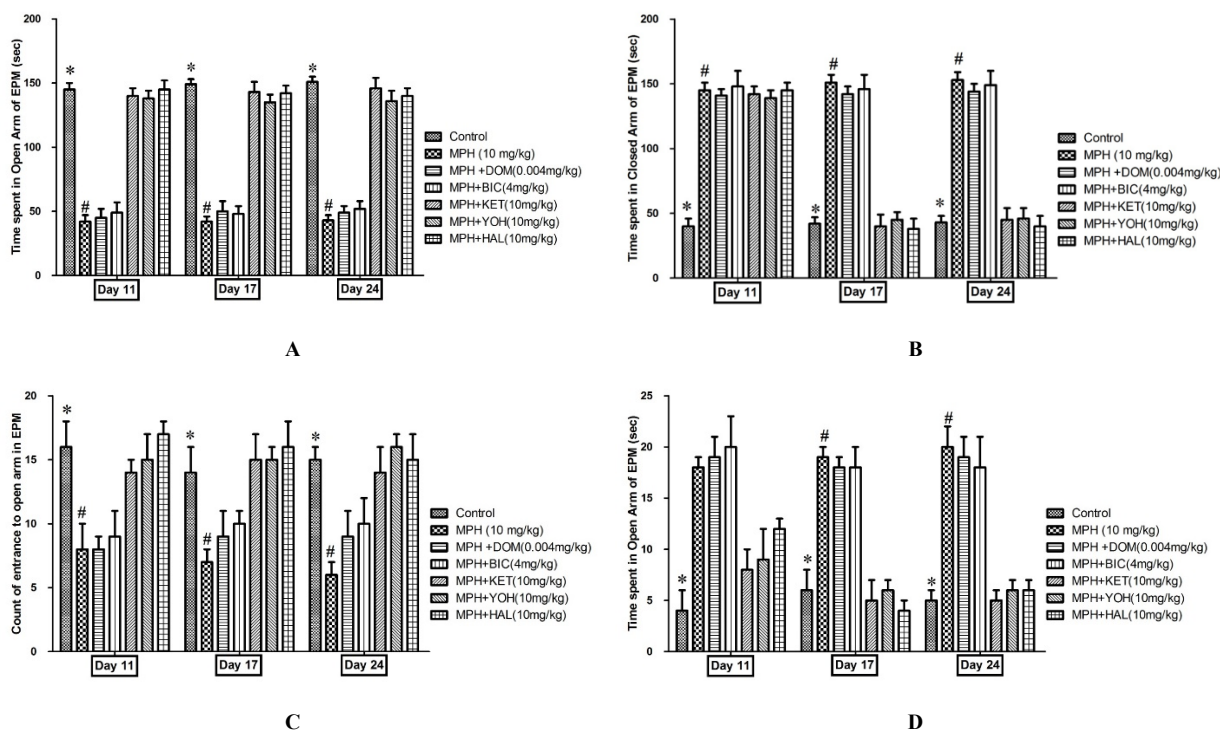 Time spent in Open Arm of EPM (sec)
200
150
100
50
0
*
#
*
#
*
#
Day 11
Day 17
Day 24
Control
MPH (10 mg/kg)
MPH +DOM(0.004mg/kg)
MPH+BIC(4mg/kg)
MPH+KET(10mg/kg)
MPH+YOH(10mg/kg)
MPH+HAL(10mg/kg)
A
Time spent in Closed Arm of EPM (sec)
200
150
100
50
0
*
#
*
#
*
#
Day 11
Day 17
Day 24
Control
MPH (10 mg/kg)
MPH +DOM(0.004mg/kg)
MPH+BIC(4mg/kg)
MPH+KET(10mg/kg)
MPH+YOH(10mg/kg)
MPH+HAL(10mg/kg)
B
Count of entrance to open arm in EPM
20
15
10
5
0
*
#
*
#
*
#
Day 11
Day 17
Day 24
Control
MPH (10 mg/kg)
MPH +DOM(0.004mg/kg)
MPH+BIC(4mg/kg)
MPH+KET(10mg/kg)
MPH+YOH(10mg/kg)
MPH+HAL(10mg/kg)
C
Time spent in Open Arm of EPM (sec)
25
20
15
10
5
0
*
*
#
*
#
Day 11
Day 17
Day 24
Control
MPH (10 mg/kg)
MPH +DOM(0.004mg/kg)
MPH+BIC(4mg/kg)
MPH+KET(10mg/kg)
MPH+YOH(10mg/kg)
MPH+HAL(10mg/kg)
D